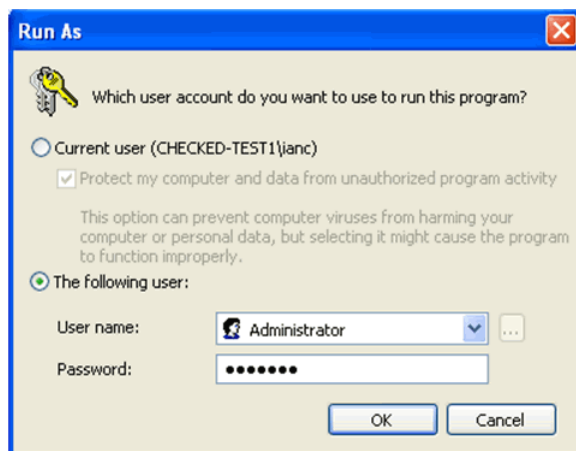 Run As
Which user account do you want to use to run this program?
Current user (CHECKED-TEST1\ianc)
Protect my computer and data from unauthorized program activity
This option can prevent computer viruses from harming your
computer or personal data, but selecting it might cause the program
to function improperly.
The following user:
User name: Administrator ...
Password: •••••••
OK Cancel